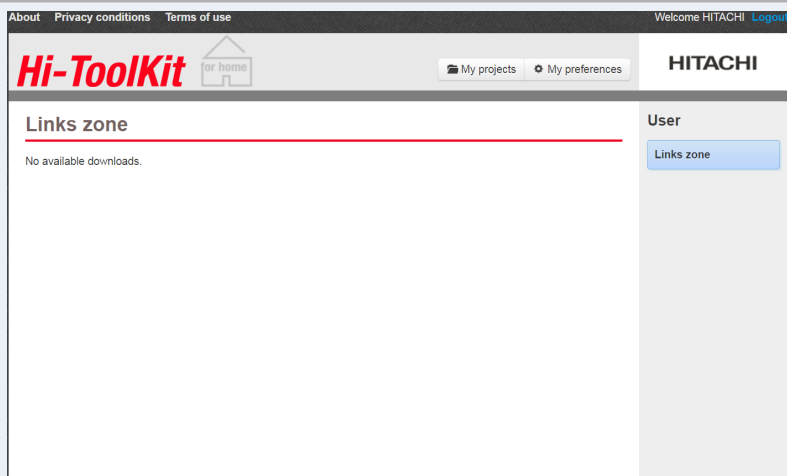 About Privacy conditions Terms of use Welcome HITACHI Logout
Hi-ToolKit for home My projects My preferences HITACHI
Links zone
No available downloads.
User
Links zone